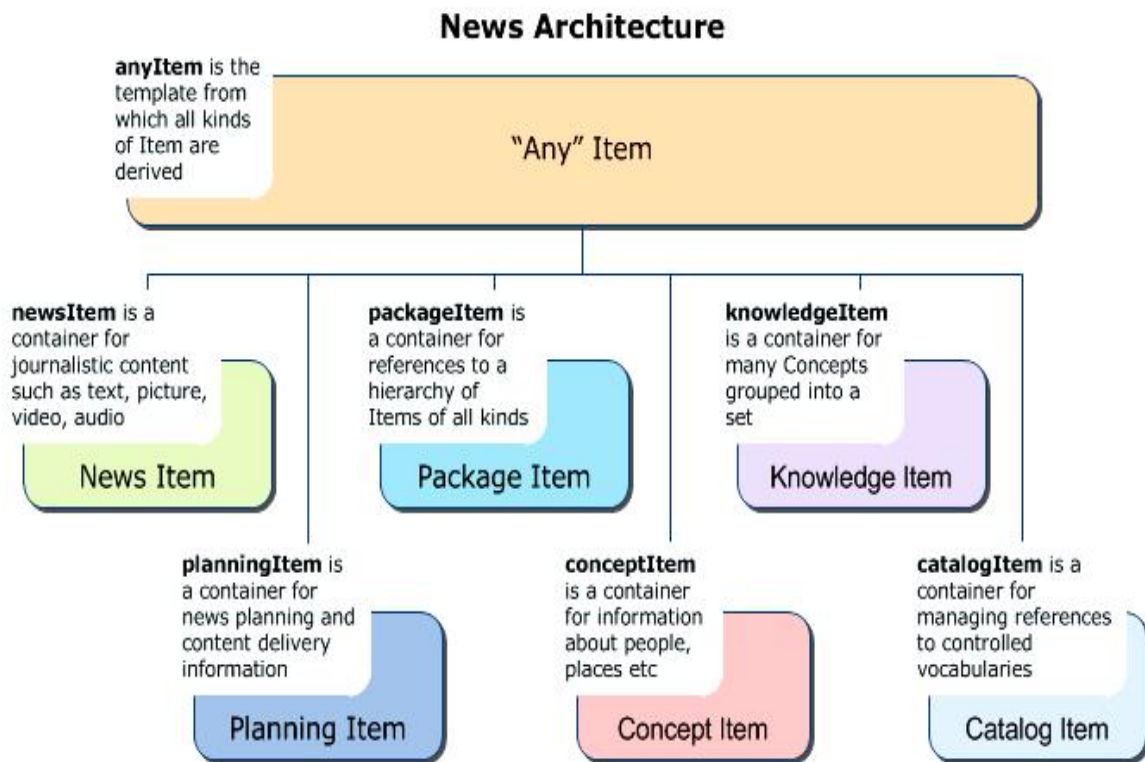 News Architecture
anyItem is the
template from
which all kinds
of Item are
derived
“Any” Item
newsItem is a
container for
journalistic content
such as text, picture,
video, audio
News Item
packageItem is
a container for
references to a
hierarchy of
Items of all kinds
Package Item
knowledgeItem
is a container for
many Concepts
grouped into a
set
Knowledge Item
planningItem is
a container for
news planning and
content delivery
information
Planning Item
conceptItem
is a container
for information
about people,
places etc
Concept Item
catalogItem is a
container for
managing references
to controlled
vocabularies
Catalog Item